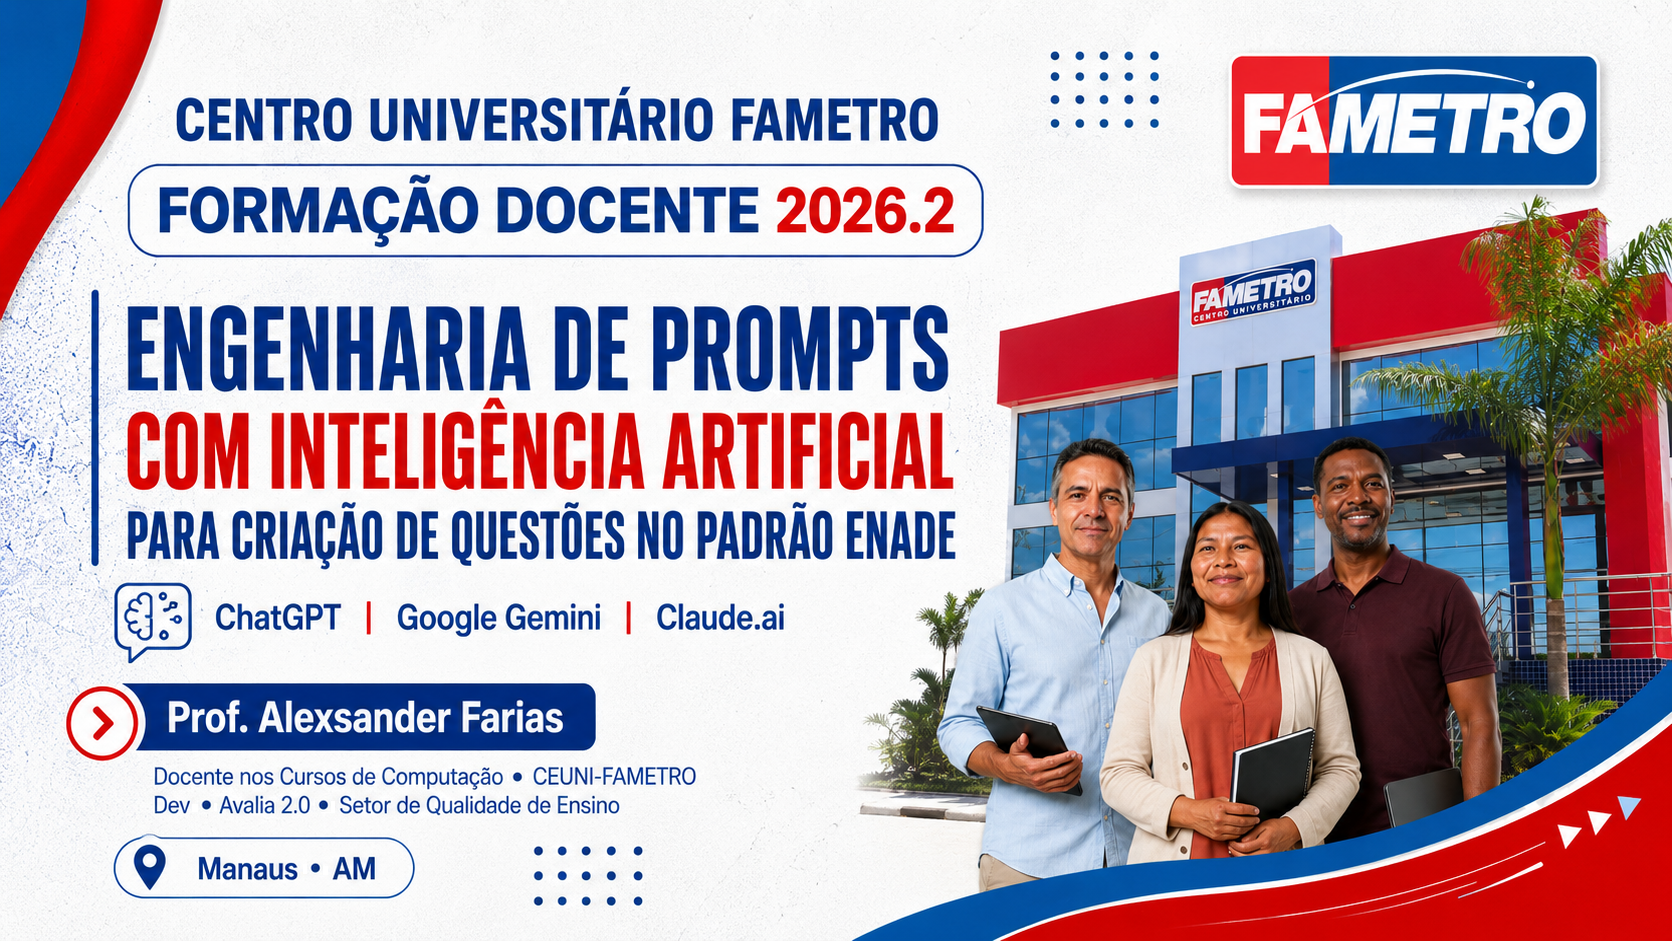 CENTRO UNIVERSITÁRIO FAMETRO
FORMAÇÃO DOCENTE 2026.2
ENGENHARIA DE PROMPTS
COM INTELIGÊNCIA ARTIFICIAL
PARA CRIAÇÃO DE QUESTÕES NO PADRÃO ENADE
ChatGPT | Google Gemini | Claude.ai
Prof. Alexsander Farias
Docente nos Cursos de Computação • CEUNI-FAMETRO
Dev • Avalia 2.0 • Setor de Qualidade de Ensino
Manaus • AM
FAMETRO
FAMETRO
CENTRO UNIVERSITÁRIO